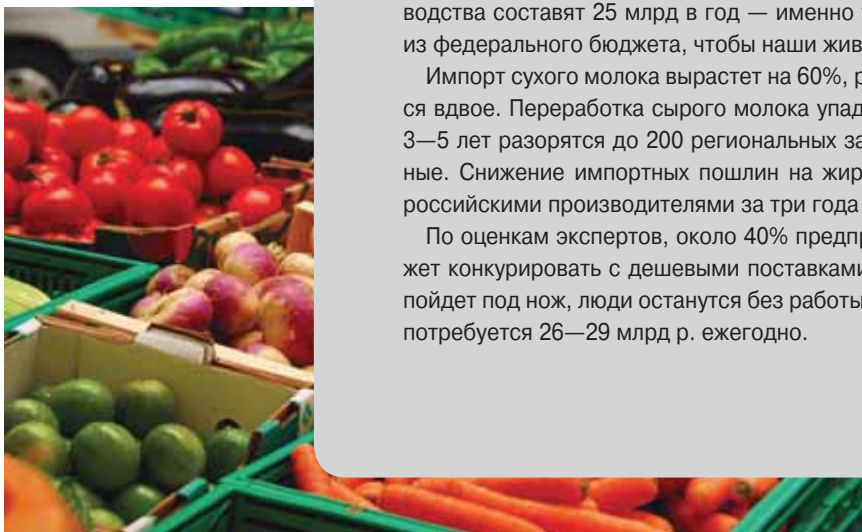 водства составят 25 млрд в год — именно
из федерального бюджета, чтобы наши жив
Импорт сухого молока вырастет на 60%, р
ся вдвое. Переработка сырого молока упад
3—5 лет разорятся до 200 региональных за
ные. Снижение импортных пошлин на жир
российскими производителями за три года
По оценкам экспертов, около 40% предпр
жет конкурировать с дешевыми поставками
пойдет под нож, люди останутся без работы
потребуется 26—29 млрд р. ежегодно.